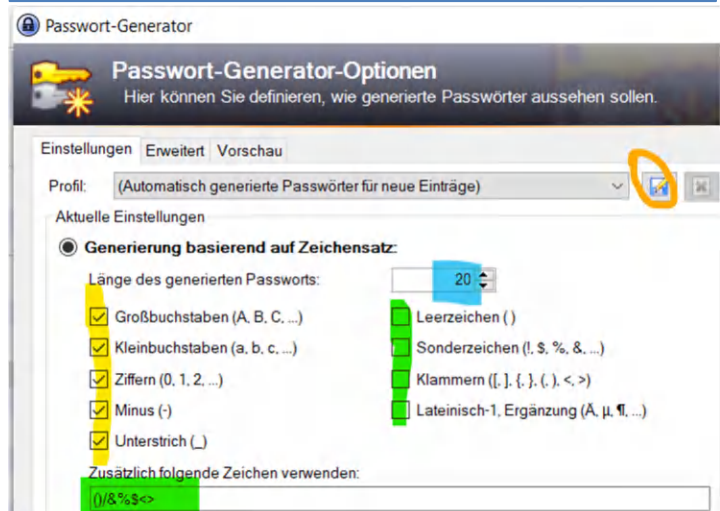 Passwort-Generator
Passwort-Generator-Optionen
Hier können Sie definieren, wie generierte Passwörter aussehen sollen.
Einstellungen Erweitert Vorschau
Profil: (Automatisch generierte Passwörter für neue Einträge)
Aktuelle Einstellungen
Generierung basierend auf Zeichensatz:
Länge des generierten Passworts: 20
Großbuchstaben (A, B, C, ...) Leerzeichen ( )
Kleinbuchstaben (a, b, c, ...) Sonderzeichen (!, $, %, &, ...)
Ziffern (0, 1, 2, ...) Klammern ([, ], {, }, (, ), <, >)
Minus (-) Lateinisch-1, Ergänzung (Ä, µ, ¶, ...)
Unterstrich (_)
Zusätzlich folgende Zeichen verwenden:
()/&%$<>